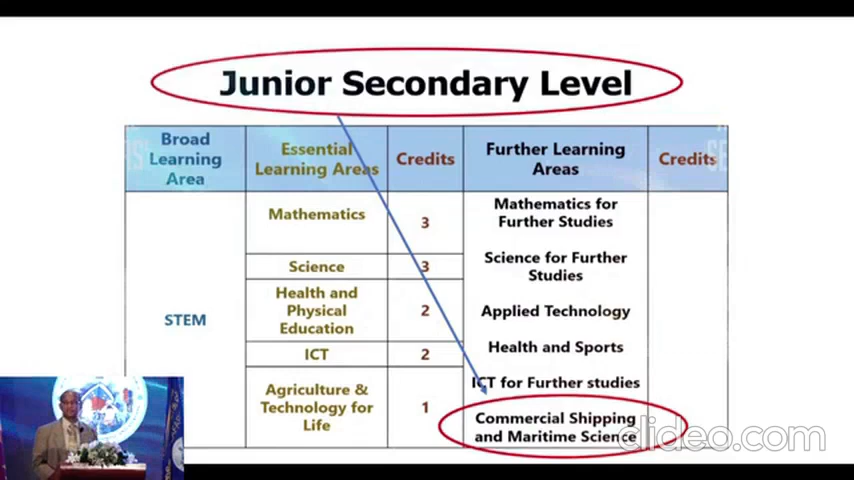 Junior Secondary Level
Broad
Learning
Area
Essential
Learning Areas
Credits
Further Learning
Areas
Credits
STEM
Mathematics
3
Science
3
Health and
Physical
Education
2
ICT
2
Agriculture &
Technology for
Life
1
Mathematics for
Further Studies
Science for Further
Studies
Applied Technology
Health and Sports
ICT for Further studies
Commercial Shipping
and Maritime Science
clideo.com